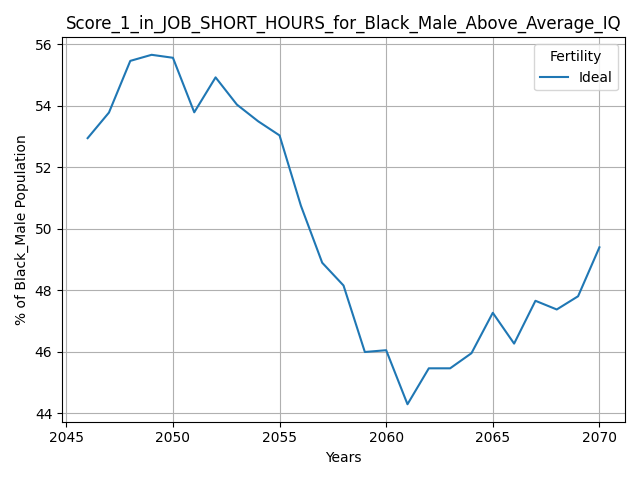 Score_1_in_JOB_SHORT_HOURS_for_Black_Male_Above_Average_IQ
Fertility
Ideal
% of Black_Male Population
56
54
52
50
48
46
44
2045 2050 2055 2060 2065 2070
Years